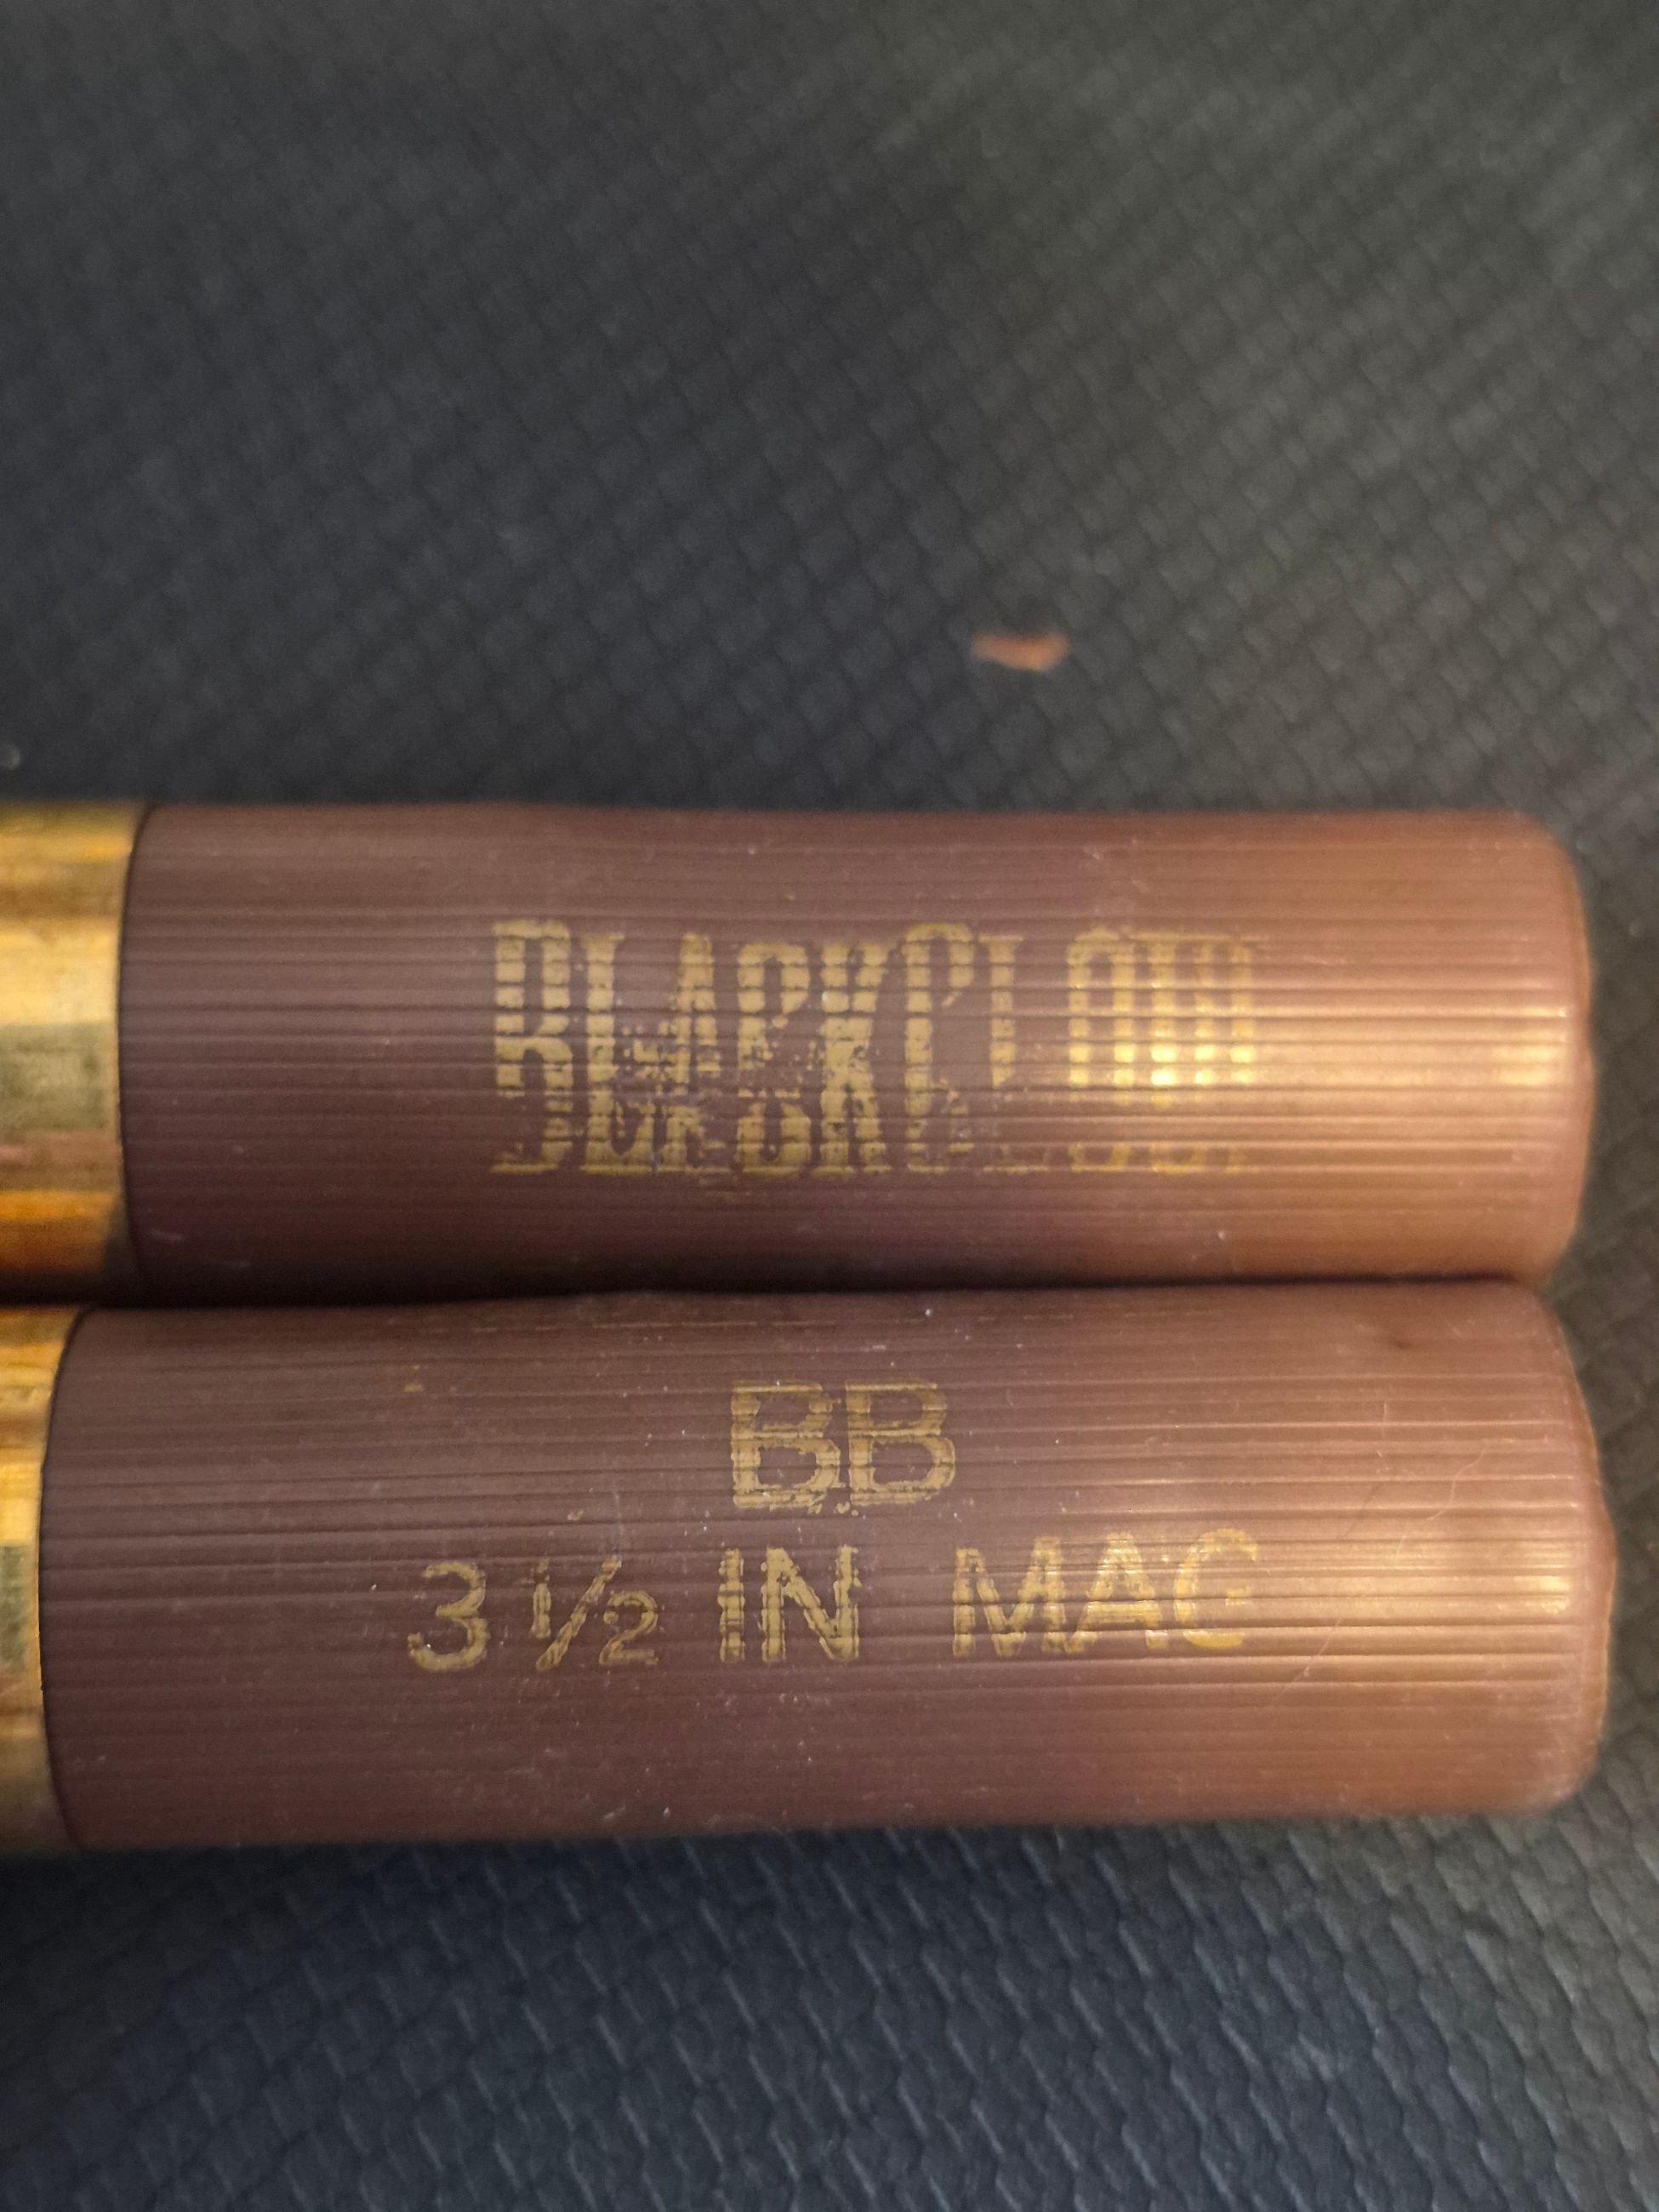 BLACKCLOUD
BB
3 ½ IN MAG